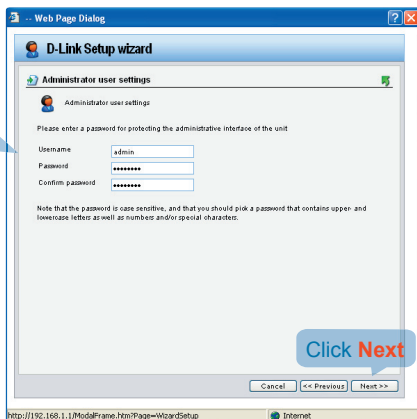 -- Web Page Dialog
D-Link Setup wizard
Administrator user settings
Administrator user settings
Please enter a password for protecting the administrative interface of the unit
Username admin
Password ••••••••
Confirm password ••••••••
Note that the password is case sensitive, and that you should pick a password that contains upper- and
lowercase letters as well as numbers and/or special characters.
Click Next
Cancel << Previous Next >>
http://192.168.1.1/ModalFrame.htm?Page=WizardSetup Internet